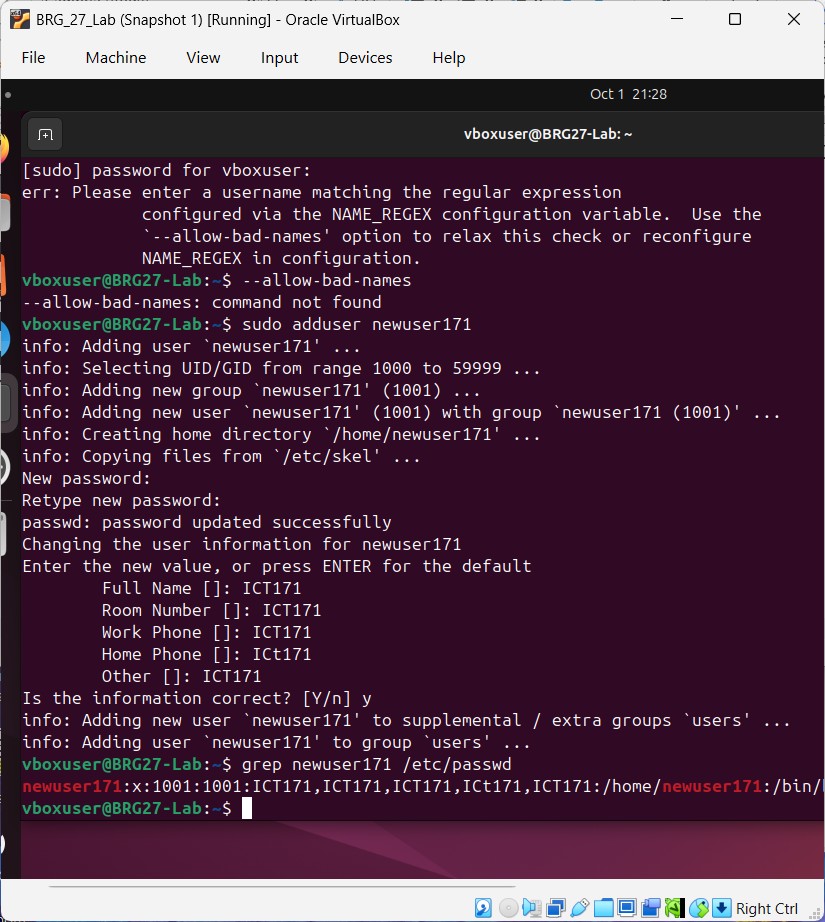 BRG_27_Lab (Snapshot 1) [Running] - Oracle VirtualBox
File Machine View Input Devices Help
Oct 1 21:28
vboxuser@BRG27-Lab: ~
[sudo] password for vboxuser:
err: Please enter a username matching the regular expression
configured via the NAME_REGEX configuration variable. Use the
`--allow-bad-names' option to relax this check or reconfigure
NAME_REGEX in configuration.
vboxuser@BRG27-Lab:~$ --allow-bad-names
--allow-bad-names: command not found
vboxuser@BRG27-Lab:~$ sudo adduser newuser171
info: Adding user `newuser171' ...
info: Selecting UID/GID from range 1000 to 59999 ...
info: Adding new group `newuser171' (1001) ...
info: Adding new user `newuser171' (1001) with group `newuser171 (1001)' ...
info: Creating home directory `/home/newuser171' ...
info: Copying files from `/etc/skel' ...
New password:
Retype new password:
passwd: password updated successfully
Changing the user information for newuser171
Enter the new value, or press ENTER for the default
Full Name []: ICT171
Room Number []: ICT171
Work Phone []: ICT171
Home Phone []: ICt171
Other []: ICT171
Is the information correct? [Y/n] y
info: Adding new user `newuser171' to supplemental / extra groups `users' ...
info: Adding user `newuser171' to group `users' ...
vboxuser@BRG27-Lab:~$ grep newuser171 /etc/passwd
newuser171:x:1001:1001:ICT171,ICT171,ICT171,ICt171,ICT171:/home/newuser171:/bin/
vboxuser@BRG27-Lab:~$
Right Ctrl